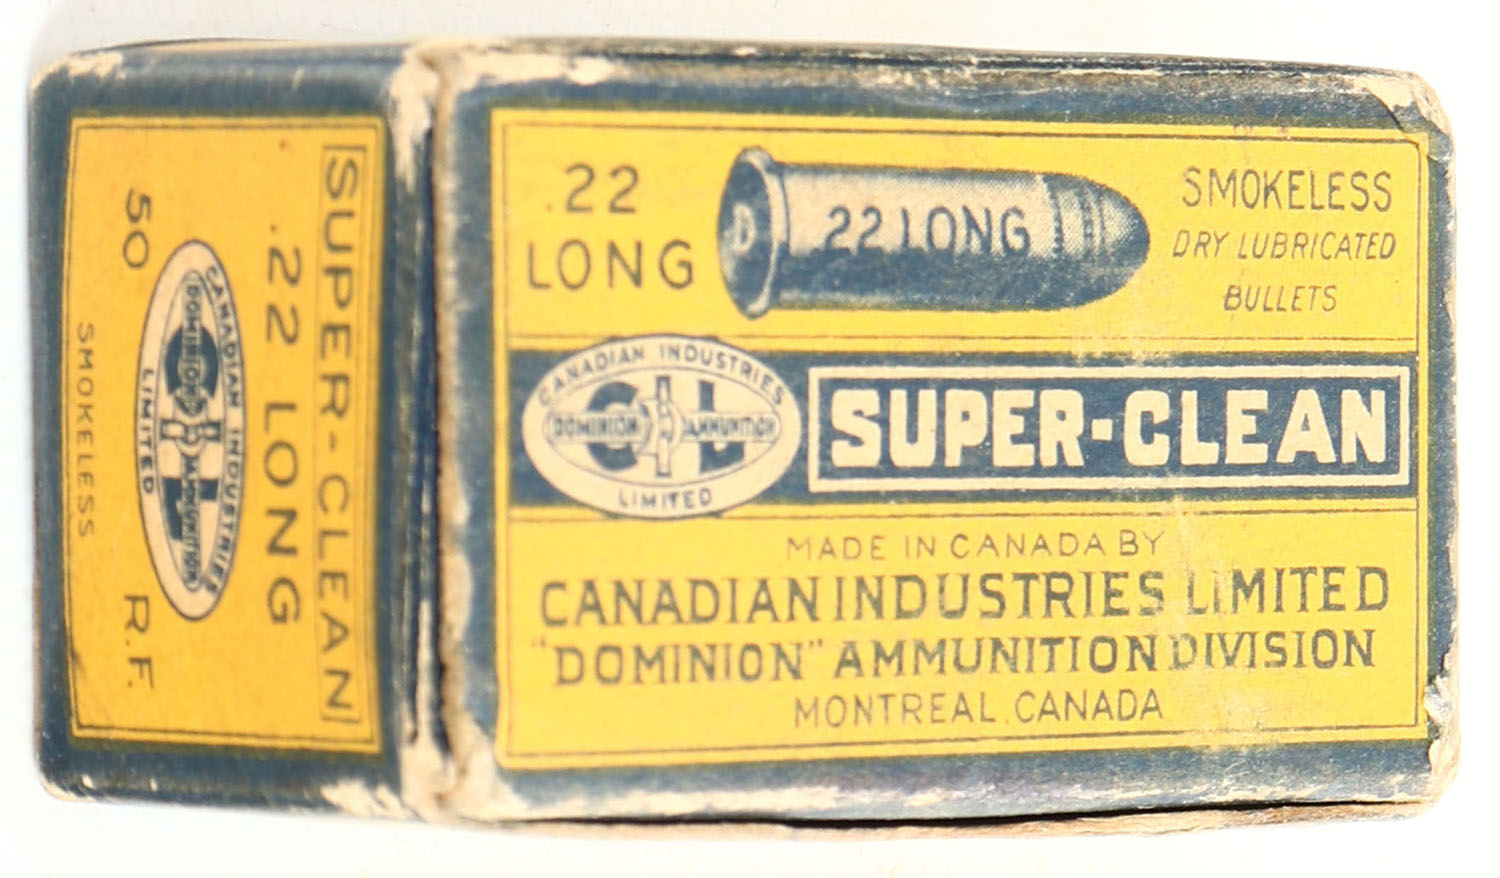 SUPER-CLEAN
.22 LONG
50
R.F.
CANADIAN INDUSTRIES
DOMINION AMMUNITION
CIL
LIMITED
SMOKELESS
.22
LONG
D
22 LONG
SMOKELESS
DRY LUBRICATED
BULLETS
CANADIAN INDUSTRIES
DOMINION AMMUNITION
CIL
LIMITED
SUPER-CLEAN
MADE IN CANADA BY
CANADIAN INDUSTRIES LIMITED
"DOMINION" AMMUNITION DIVISION
MONTREAL, CANADA